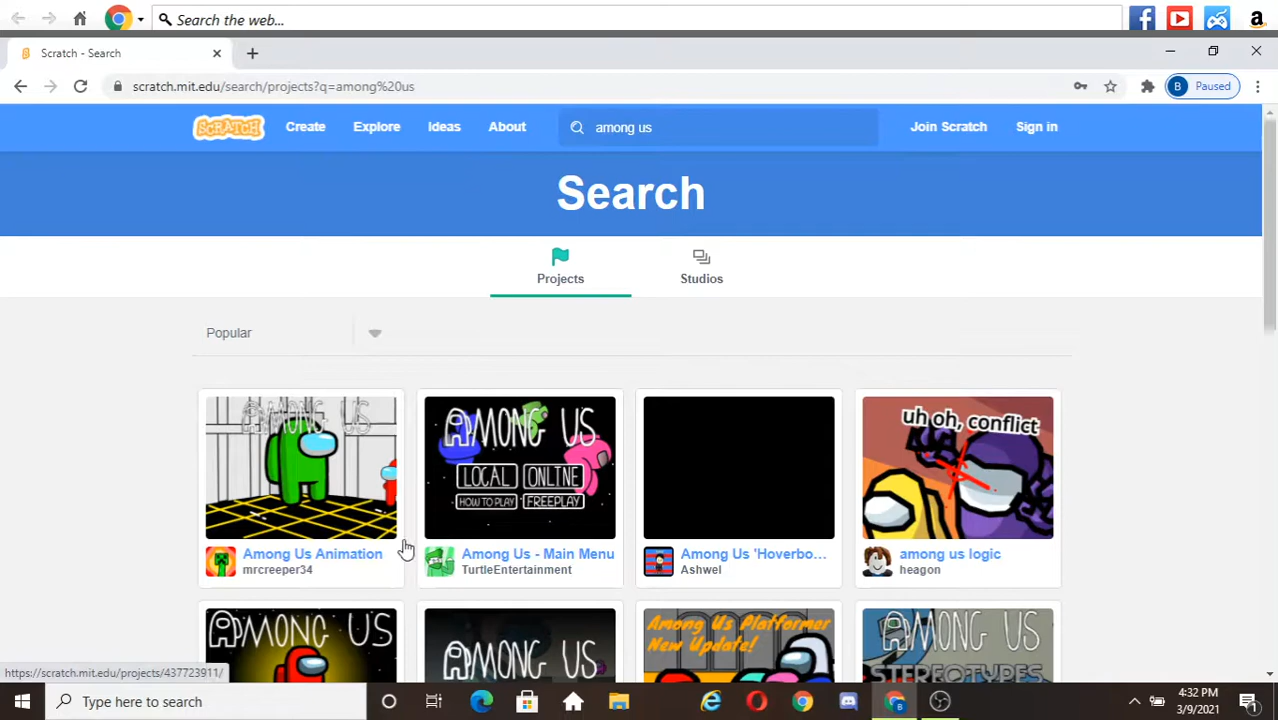 Search the web...
Scratch - Search
scratch.mit.edu/search/projects?q=among%20us
B Paused
SCRATCH Create Explore Ideas About among us Join Scratch Sign in
Search
Projects Studios
Popular
AMONG US
AMONG US
LOCAL ONLINE
HOW TO PLAY FREEPLAY
uh oh, conflict
Among Us Animation
mrcreeper34
Among Us - Main Menu
TurtleEntertainment
Among Us 'Hoverbo...
Ashwel
among us logic
heagon
AMONG US
AMONG US
Among Us Platformer
New Update!
AMONG US
STEREOTYPES
https://scratch.mit.edu/projects/437723911/
Type here to search
4:32 PM
3/9/2021